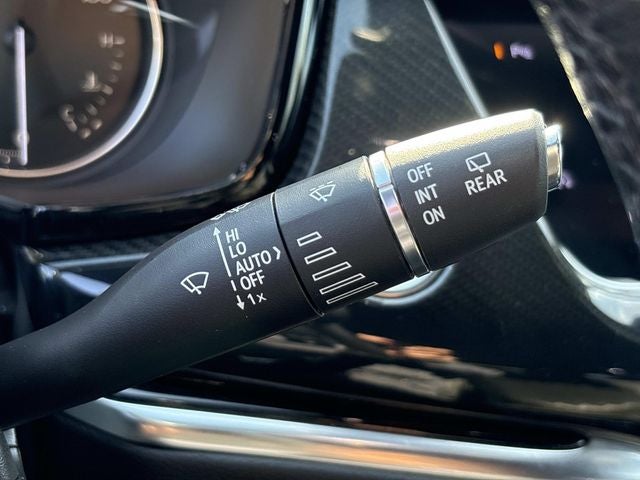 HI
LO
AUTO
OFF
1x
OFF
INT
ON
REAR